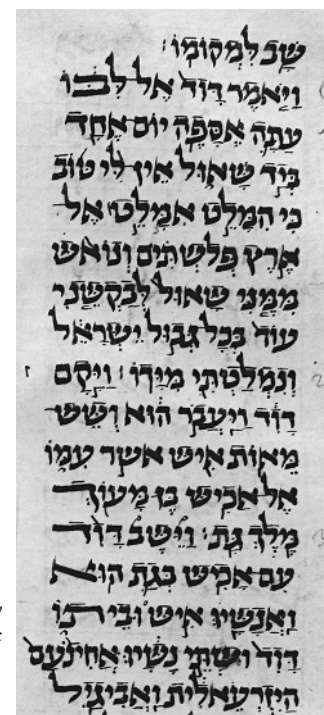 שב למקומו׃
ויאמר דוד אל לבו
עתה אספה יום אחד
ביד שאול אין לי טוב
כי המלט אמלט אל
ארץ פלשתים ונואש
ממני שאול לבקשני
עוד בכל גבול ישראל
ונמלטתי מידו׃ ויקם
דוד ויעבר הוא ושש
מאות איש אשר עמו
אל אכיש בן מעוך
מלך גת׃ וישב דוד
עם אכיש בגת הוא
ואנשיו איש וביתו
דוד ושתי נשיו אחינעם
היזרעאלית ואביגיל